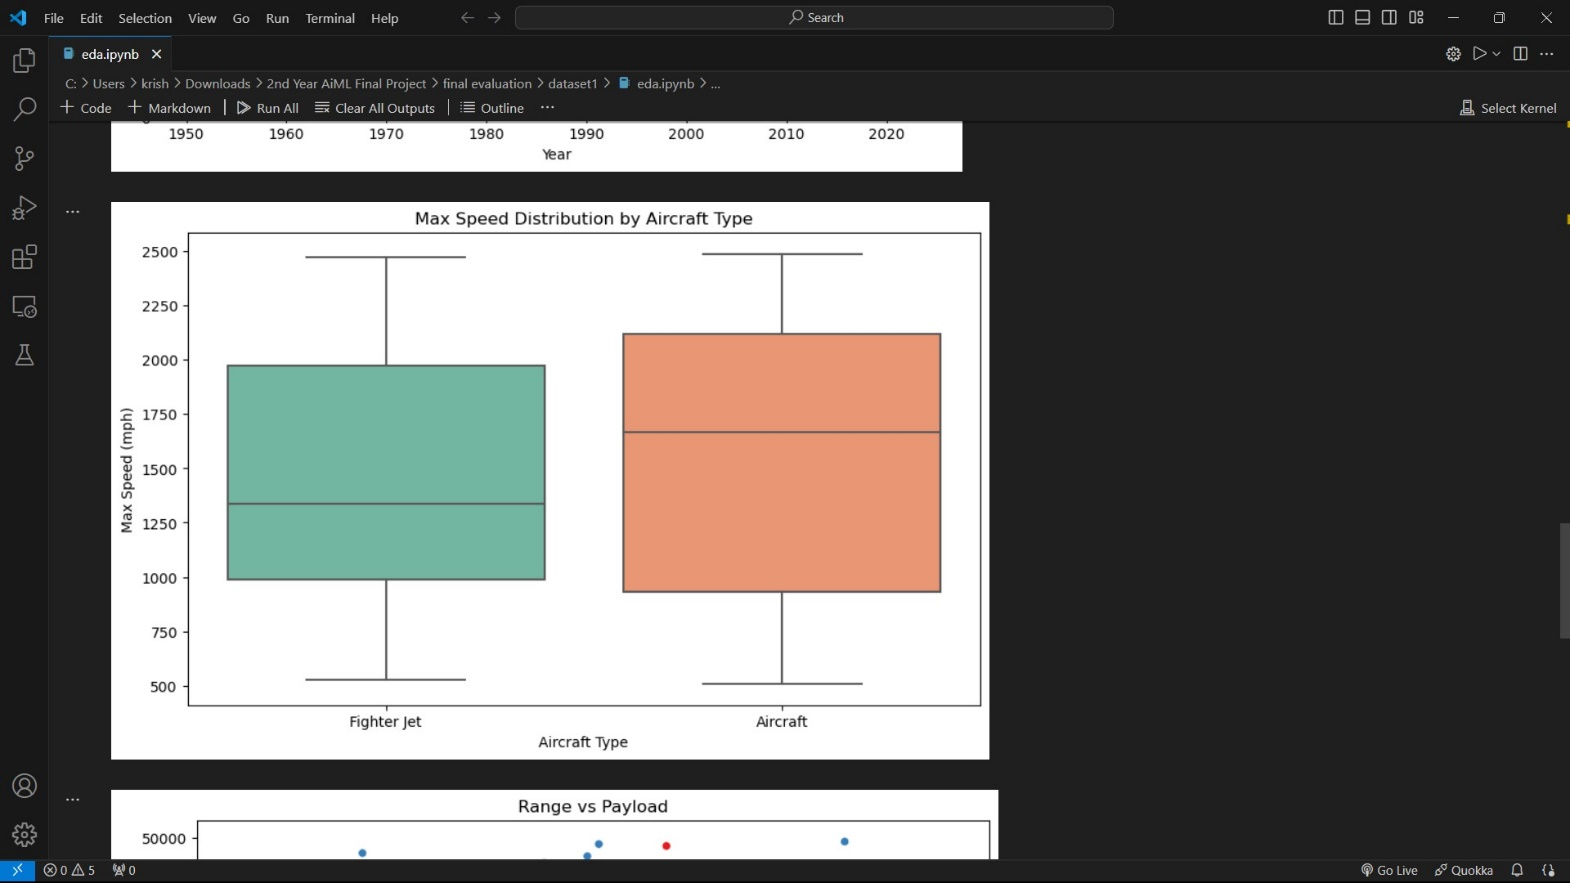 File Edit Selection View Go Run Terminal Help Search
eda.ipynb
C: > Users > krish > Downloads > 2nd Year AiML Final Project > final evaluation > dataset1 > eda.ipynb > ...
+ Code + Markdown | Run All Clear All Outputs | Outline ... Select Kernel
1950 1960 1970 1980 1990 2000 2010 2020
Year
...
Max Speed Distribution by Aircraft Type
2500
2250
2000
1750
1500
1250
1000
750
500
Max Speed (mph)
Fighter Jet Aircraft
Aircraft Type
...
Range vs Payload
50000
0 5 0 Go Live Quokka